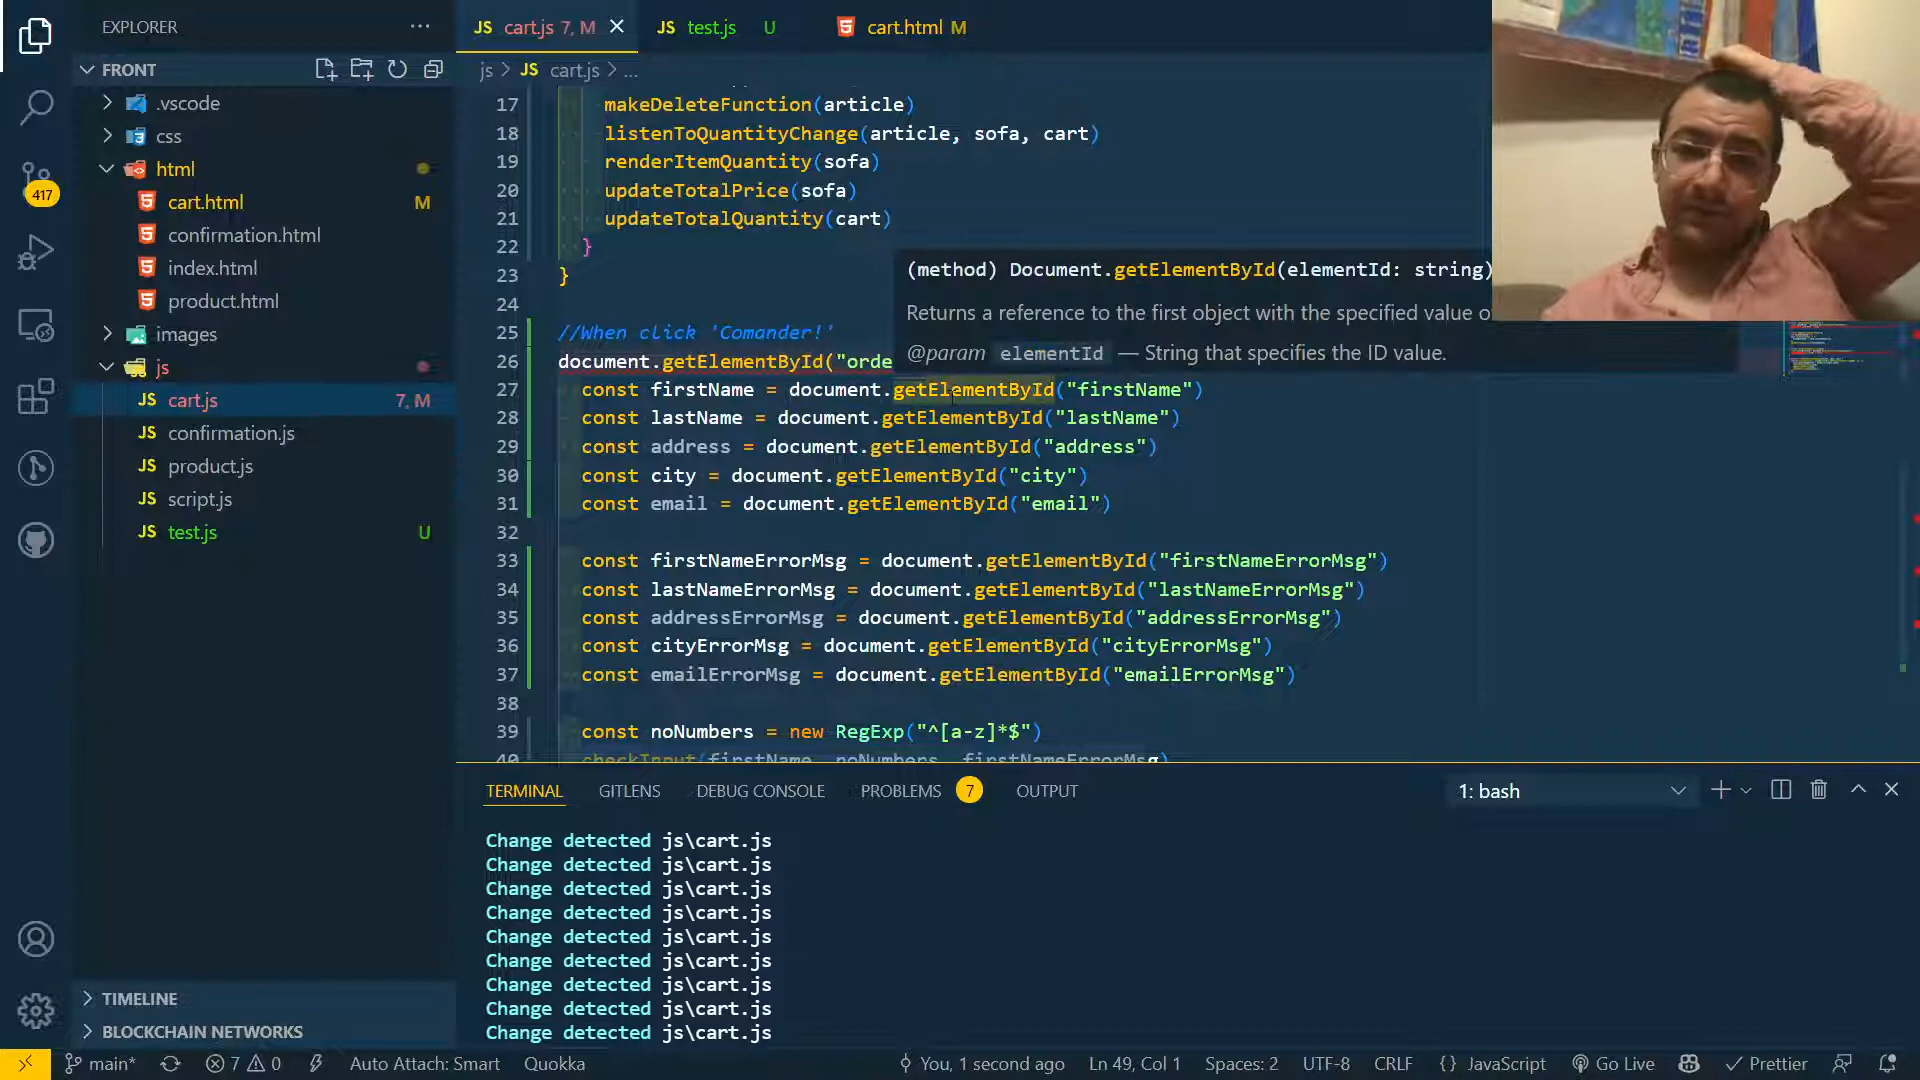 EXPLORER
JS cart.js 7, M
JS test.js U
cart.html M
FRONT
js > JS cart.js > ...
.vscode
css
html
cart.html M
confirmation.html
index.html
product.html
images
js
JS cart.js 7, M
JS confirmation.js
JS product.js
JS script.js
JS test.js U
417
TIMELINE
BLOCKCHAIN NETWORKS
17 makeDeleteFunction(article)
18 listenToQuantityChange(article, sofa, cart)
19 renderItemQuantity(sofa)
20 updateTotalPrice(sofa)
21 updateTotalQuantity(cart)
22 }
23 }
24
25 //When click 'Comander!'
26 document.getElementById("orde
27 const firstName = document.getElementById("firstName")
28 const lastName = document.getElementById("lastName")
29 const address = document.getElementById("address")
30 const city = document.getElementById("city")
31 const email = document.getElementById("email")
32
33 const firstNameErrorMsg = document.getElementById("firstNameErrorMsg")
34 const lastNameErrorMsg = document.getElementById("lastNameErrorMsg")
35 const addressErrorMsg = document.getElementById("addressErrorMsg")
36 const cityErrorMsg = document.getElementById("cityErrorMsg")
37 const emailErrorMsg = document.getElementById("emailErrorMsg")
38
39 const noNumbers = new RegExp("^[a-z]*$")
40 checkInput(firstName, noNumbers, firstNameErrorMsg)
(method) Document.getElementById(elementId: string)
Returns a reference to the first object with the specified value o
@param elementId — String that specifies the ID value.
TERMINAL GITLENS DEBUG CONSOLE PROBLEMS 7 OUTPUT
1: bash
Change detected js\cart.js
Change detected js\cart.js
Change detected js\cart.js
Change detected js\cart.js
Change detected js\cart.js
Change detected js\cart.js
Change detected js\cart.js
Change detected js\cart.js
Change detected js\cart.js
main* 7 0 Auto Attach: Smart Quokka You, 1 second ago Ln 49, Col 1 Spaces: 2 UTF-8 CRLF {} JavaScript Go Live Prettier